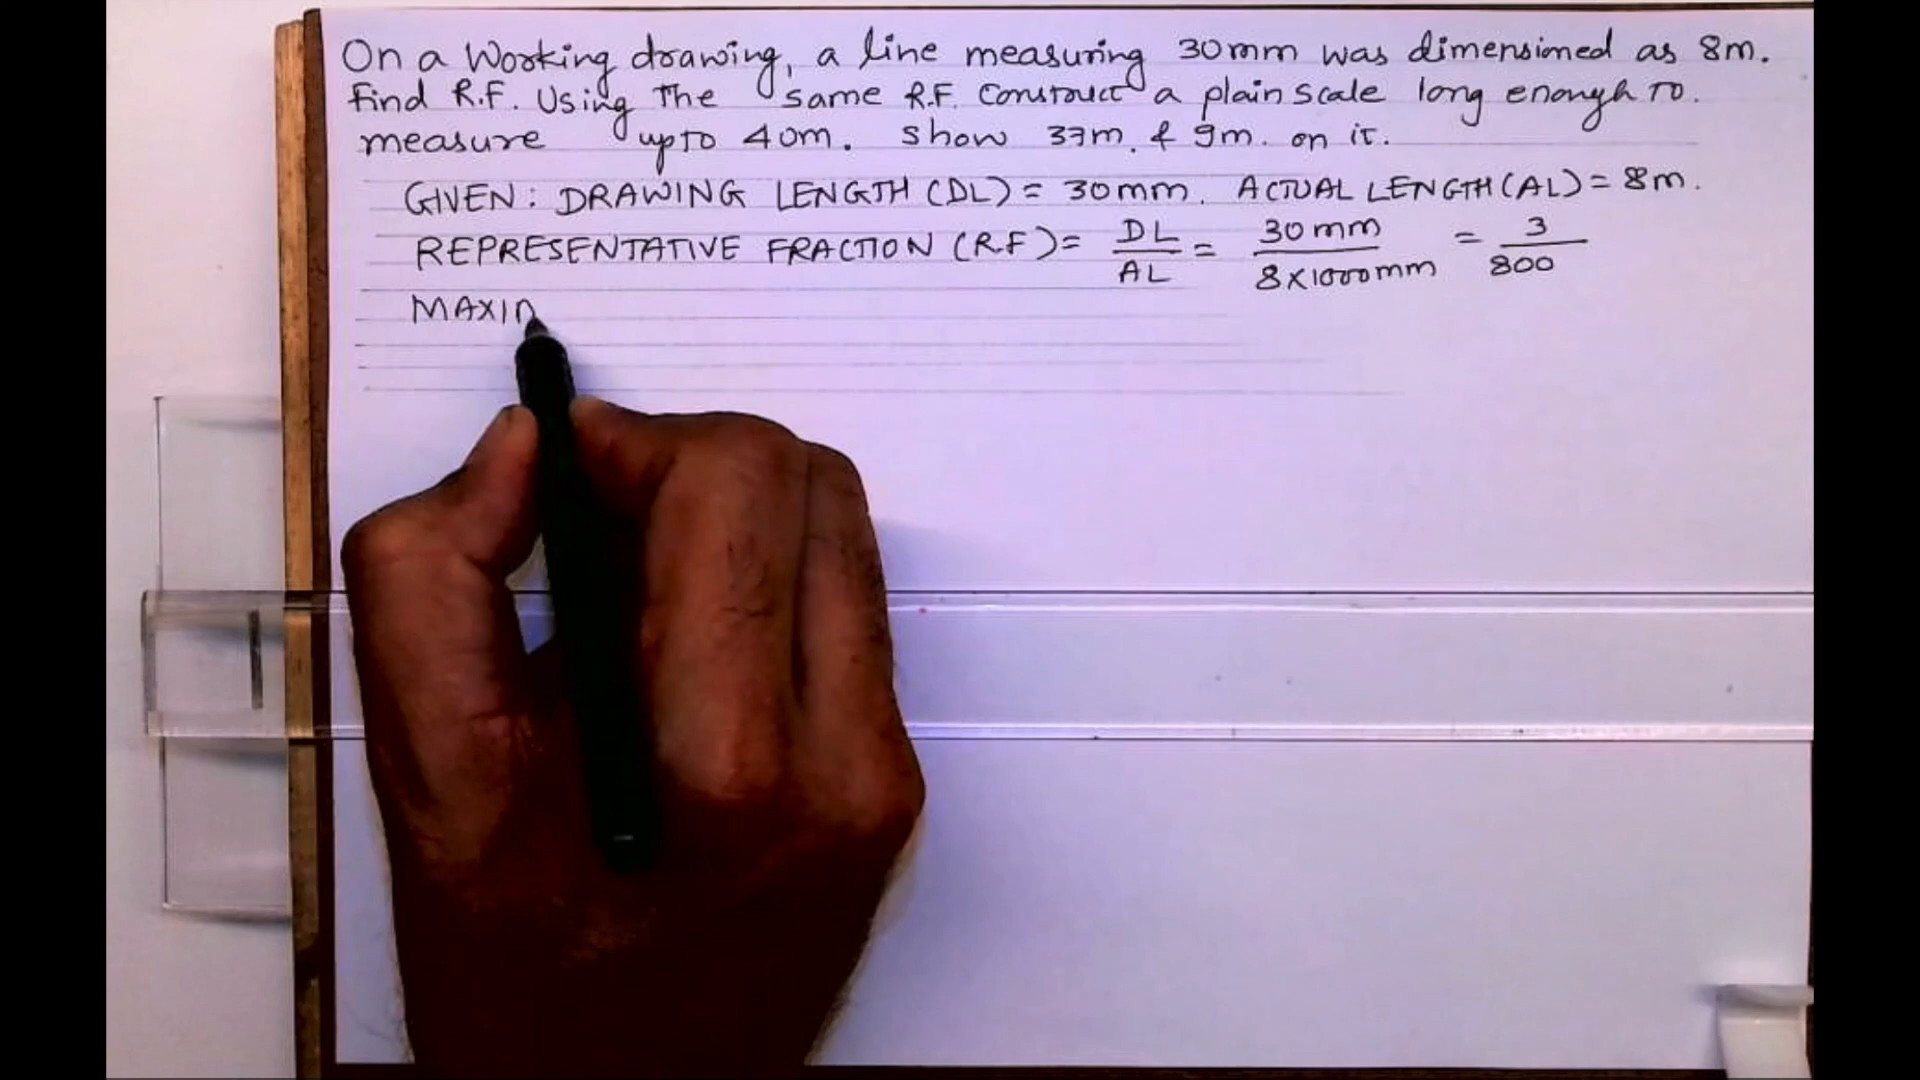 On a Working drawing, a line measuring 30mm was dimensioned as 8m.
find R.F. Using The same R.F. Construct a plain scale long enough To.
measure upto 40m. show 37m. & 9m. on it.
GIVEN: DRAWING LENGTH (DL) = 30mm. ACTUAL LENGTH (AL) = 8m.
REPRESENTATIVE FRACTION (R.F) = DL/AL = 30mm/8x1000mm = 3/800
MAXI